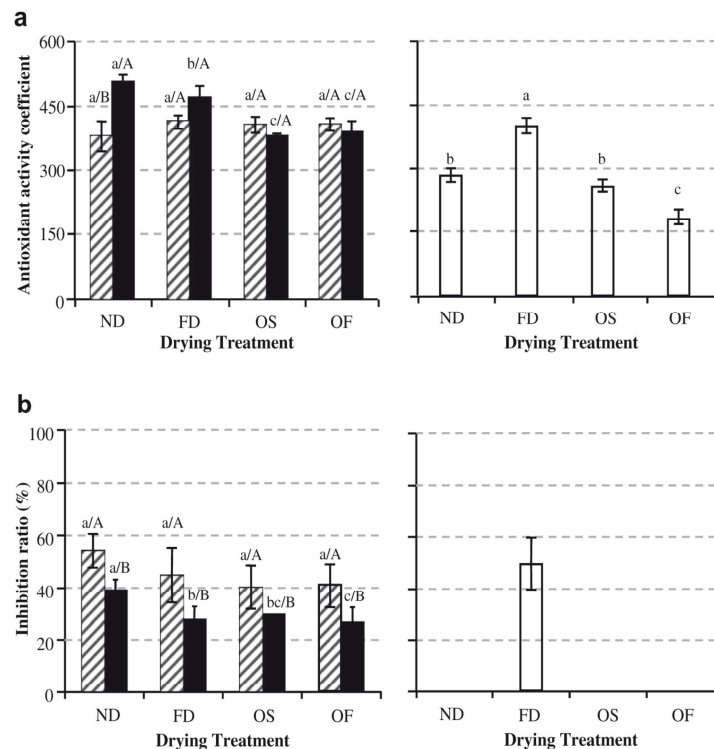 a
600
450
300
150
0
Antioxidant activity coefficient
a/B a/A a/A b/A a/A c/A a/A c/A
ND FD OS OF
Drying Treatment
b a b c
ND FD OS OF
Drying Treatment
b
100
80
60
40
20
0
Inhibition ratio (%)
a/A a/B a/A b/B a/A bc/B a/A c/B
ND FD OS OF
Drying Treatment
ND FD OS OF
Drying Treatment